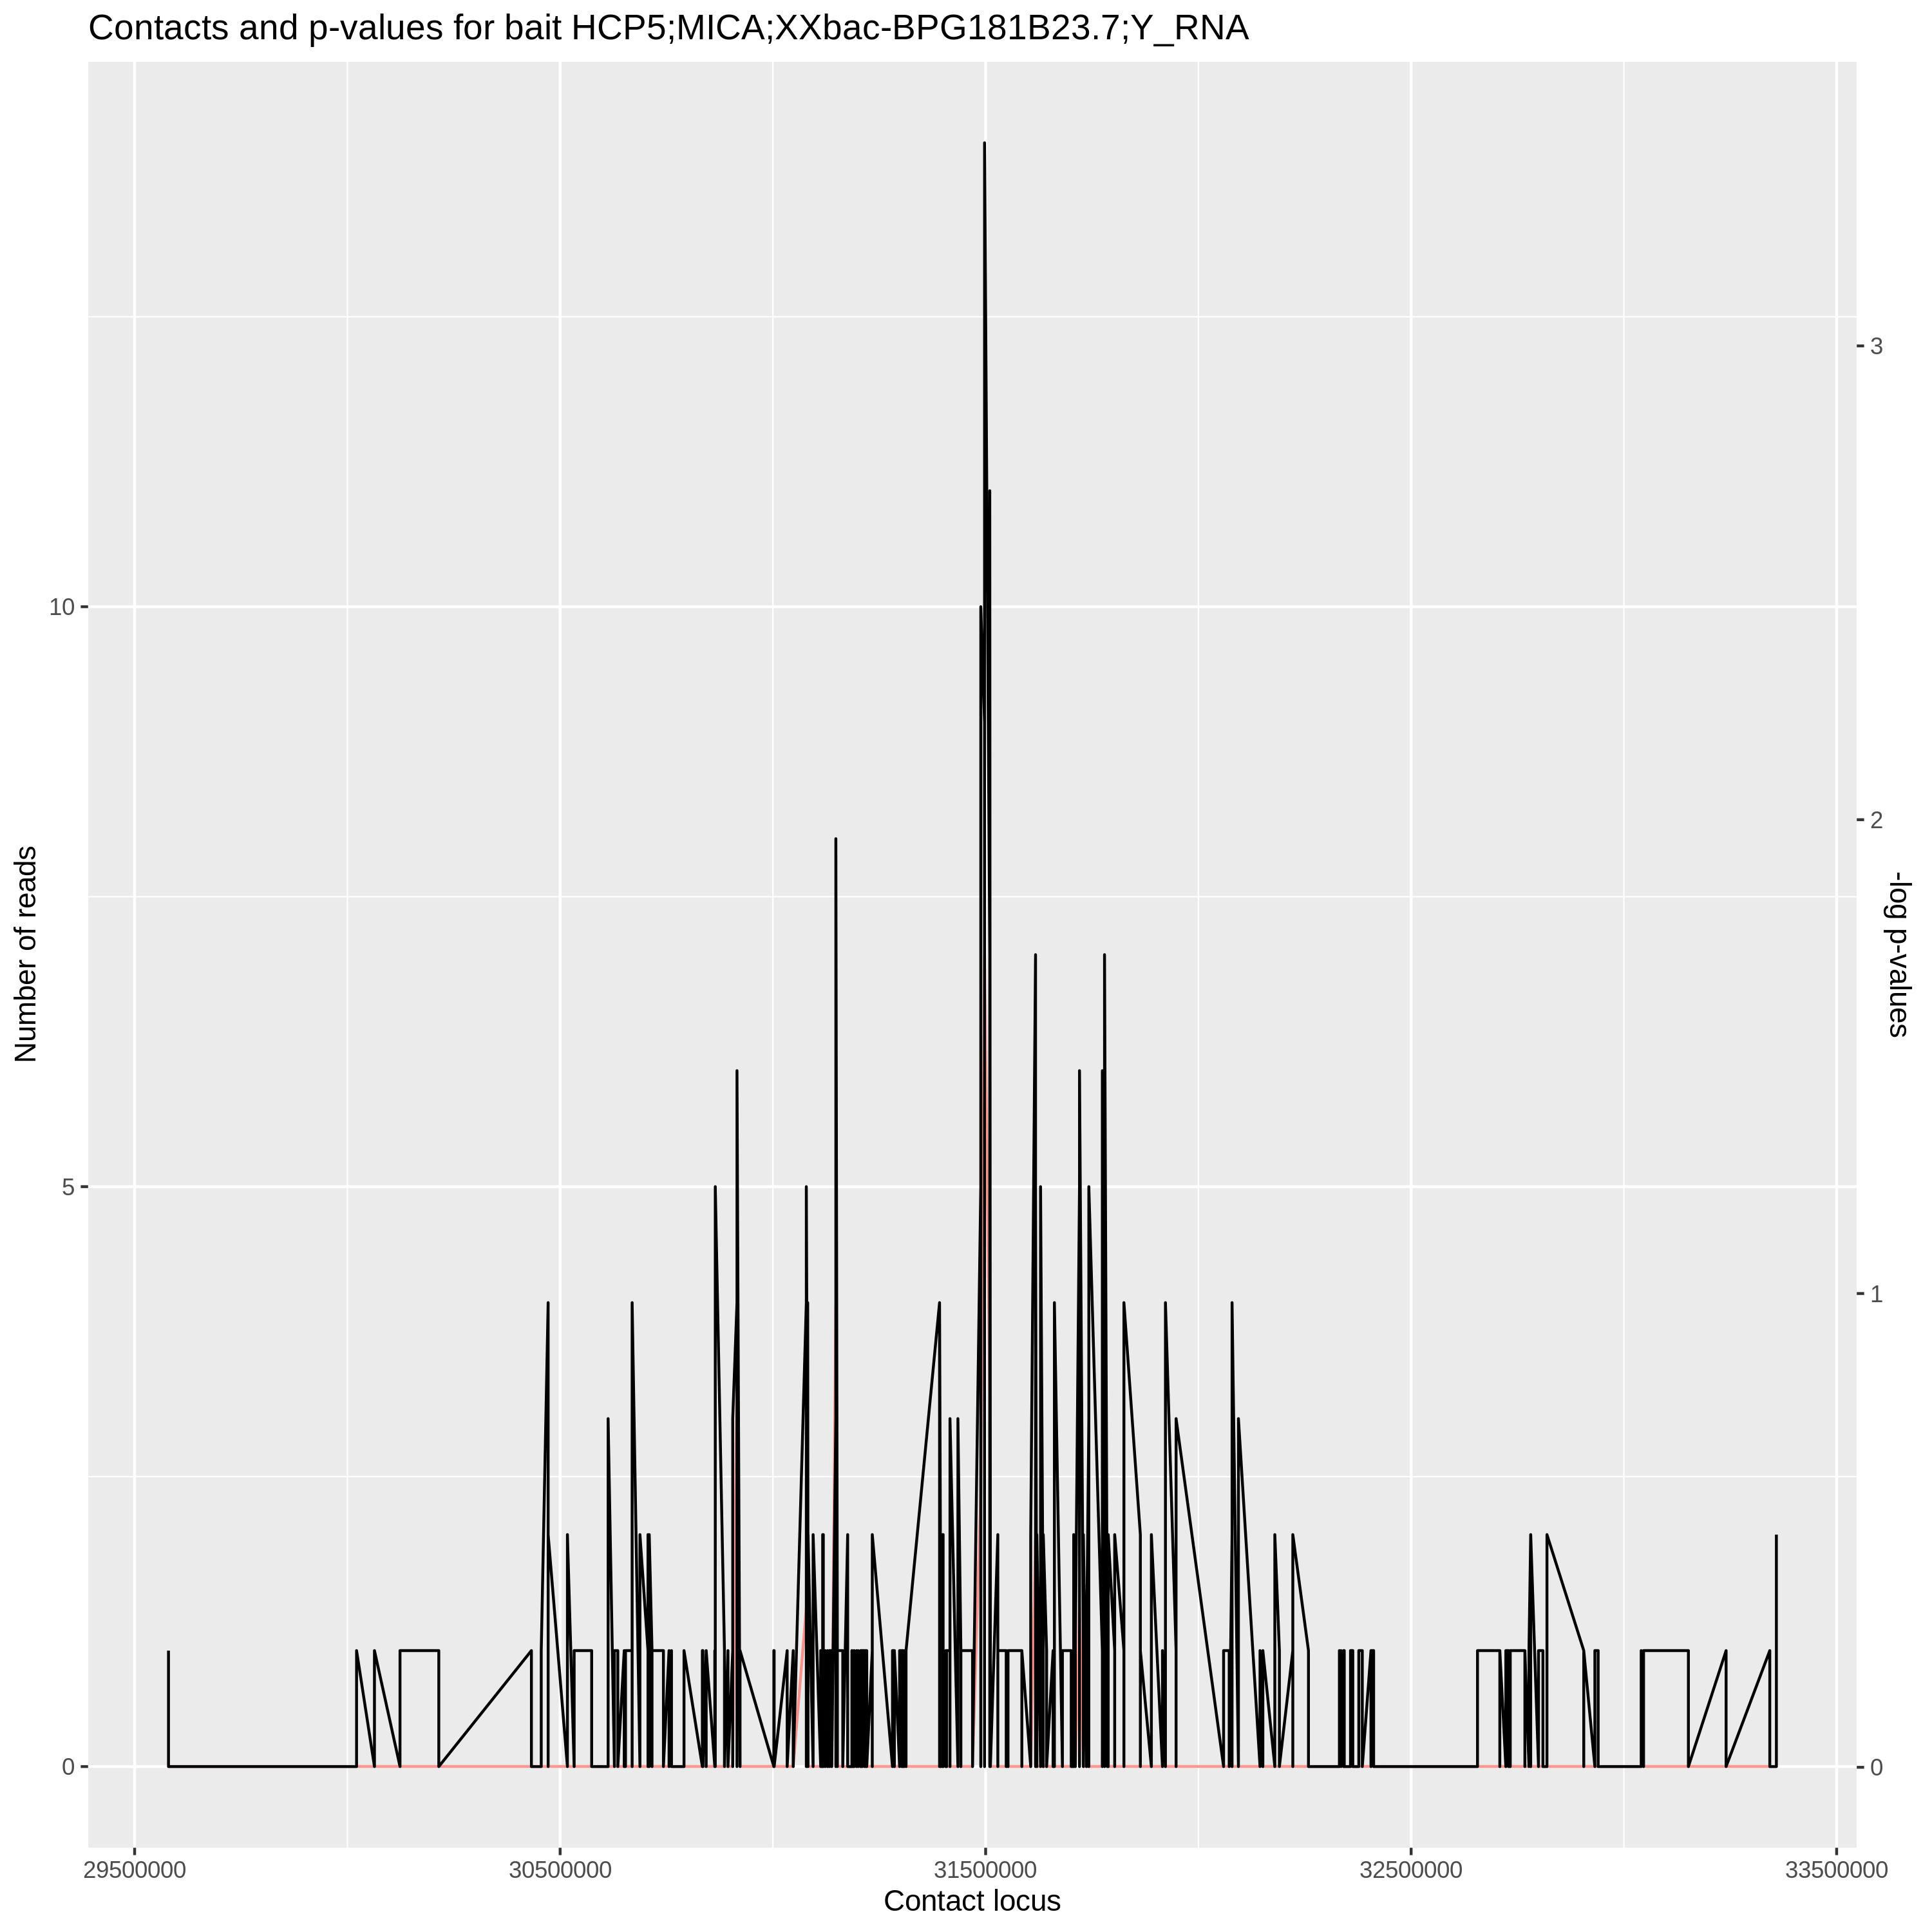 Contacts and p-values for bait HCP5;MICA;XXbac-BPG181B23.7;Y_RNA
Number of reads
10
5
0
3
2
1
0
-log p-values
29500000 30500000 31500000 32500000 33500000
Contact locus